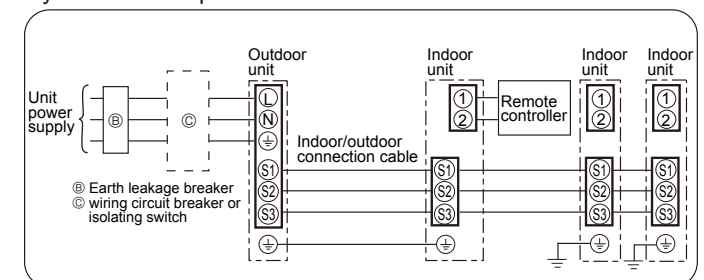 Outdoor unit
Indoor unit
Indoor unit
Indoor unit
Unit power supply
Ⓑ
Ⓒ
L
N
S1
S2
S3
1
2
Remote controller
1
2
1
2
Indoor/outdoor connection cable
S1
S2
S3
S1
S2
S3
S1
S2
S3
Ⓑ Earth leakage breaker
Ⓒ wiring circuit breaker or
isolating switch